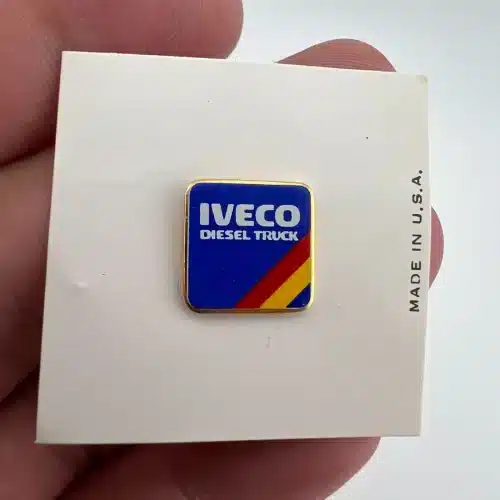 IVECO
DIESEL TRUCK
MADE IN U.S.A.